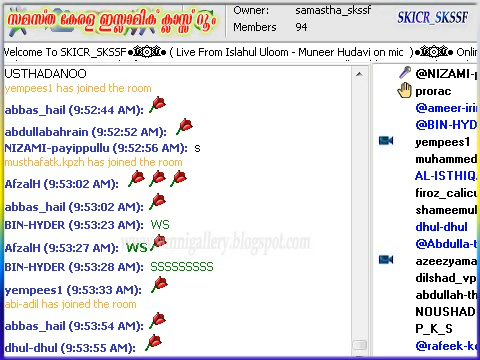 സമസ്ത കേരള ഇസ്ലാമിക് ക്ലാസ്സ് റൂം
Owner: samastha_skssf
Members 94
SKICR_SKSSF
Welcome To SKICR_SKSSF ( Live From Islahul Uloom - Muneer Hudavi on mic ) Onlin
USTHADANOO
yempees1 has joined the room
abbas_hail (9:52:44 AM):
abdullabahrain (9:52:52 AM):
NIZAMI-payippullu (9:52:56 AM): s
musthafatk,kpzh has joined the room
AfzalH (9:53:02 AM):
abbas_hail (9:53:02 AM):
BIN-HYDER (9:53:23 AM): WS
AfzalH (9:53:27 AM): WS
BIN-HYDER (9:53:28 AM): SSSSSSSSS
yempees1 (9:53:33 AM):
abi-adil has joined the room
abbas_hail (9:53:54 AM):
dhul-dhul (9:53:55 AM):
@NIZAMI-p
prorac
@ameer-irin
@BIN-HYD
yempees1
muhammed
AL-ISTHIQ
firoz_calicu
shameemul
dhul-dhul
@Abdulla-t
azeezyama
dilshad_vp
abdullah-th
NOUSHAD
P_K_S
@rafeek-ke